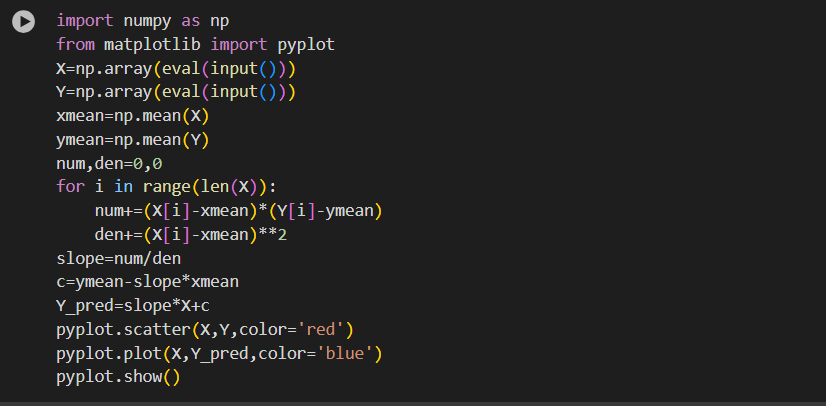 import numpy as np
from matplotlib import pyplot
X=np.array(eval(input()))
Y=np.array(eval(input()))
xmean=np.mean(X)
ymean=np.mean(Y)
num,den=0,0
for i in range(len(X)):
    num+=(X[i]-xmean)*(Y[i]-ymean)
    den+=(X[i]-xmean)**2
slope=num/den
c=ymean-slope*xmean
Y_pred=slope*X+c
pyplot.scatter(X,Y,color='red')
pyplot.plot(X,Y_pred,color='blue')
pyplot.show()